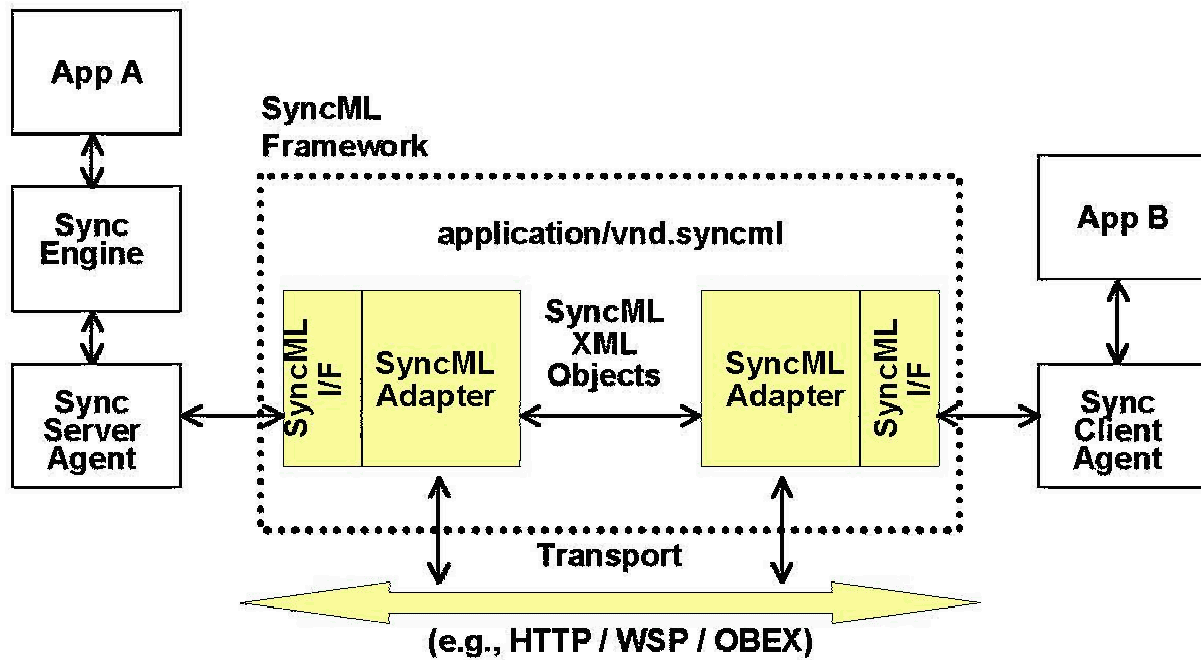 App A
SyncML
Framework
Sync
Engine
application/vnd.syncml
App B
SyncML
I/F
SyncML
Adapter
SyncML
XML
Objects
SyncML
Adapter
SyncML
I/F
Sync
Server
Agent
Sync
Client
Agent
Transport
(e.g., HTTP / WSP / OBEX)